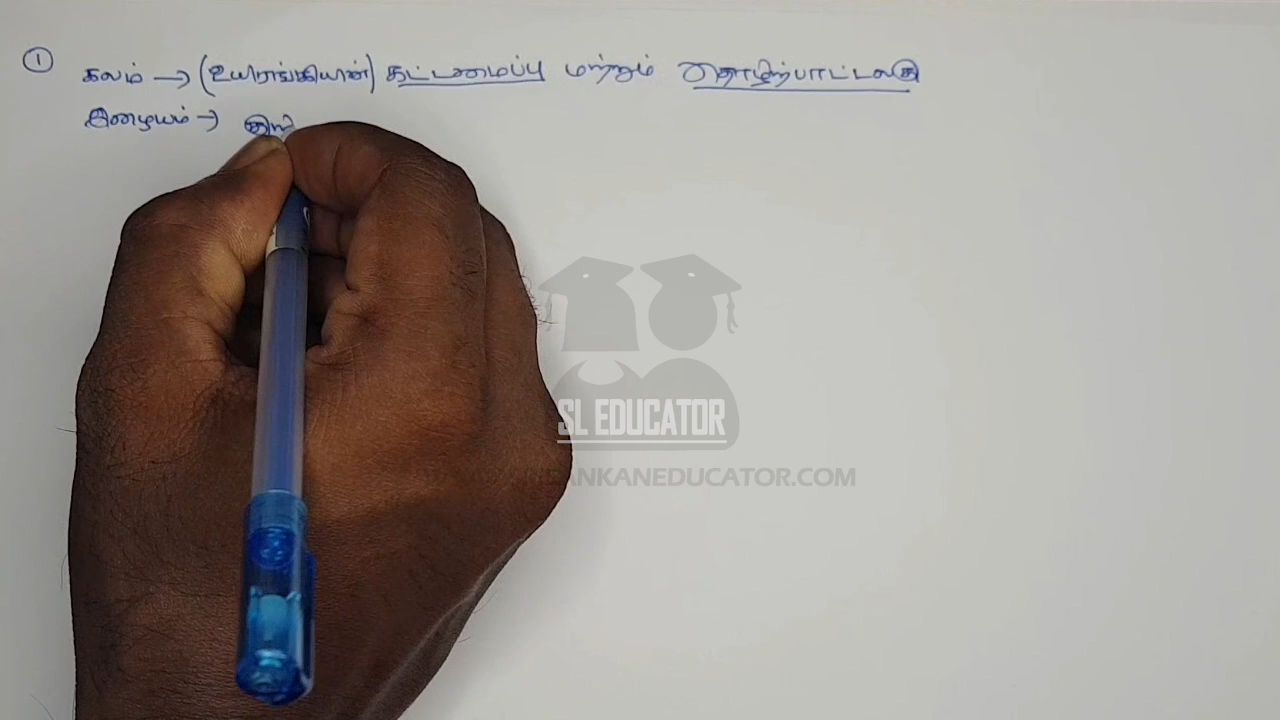 ① கலம் → (உயிரங்கியின்) கட்டமைப்பு மற்றும் தொழிற்பாட்டலகு
இழையம் →
SL EDUCATOR
ANKANEDUCATOR.COM